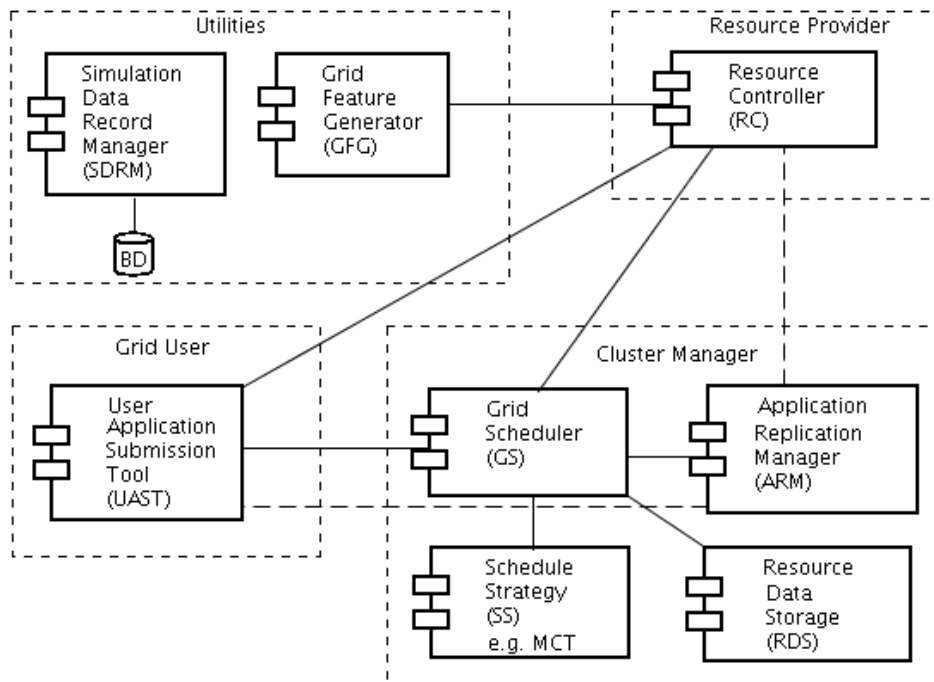 Utilities
Resource Provider
Simulation
Data
Record
Manager
(SDRM)
Grid
Feature
Generator
(GFG)
Resource
Controller
(RC)
BD
Grid User
Cluster Manager
User
Application
Submission
Tool
(UAST)
Grid
Scheduler
(GS)
Application
Replication
Manager
(ARM)
Schedule
Strategy
(SS)
e.g. MCT
Resource
Data
Storage
(RDS)